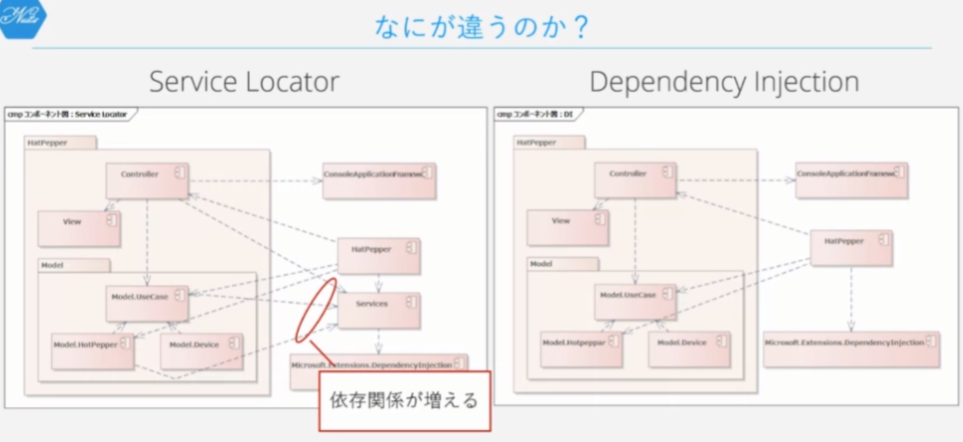 なにが違うのか？
Service Locator
Dependency Injection
cmp コンポーネント図 : Service Locator
HatPepper
Controller
ConsoleApplicationFramew
View
HatPepper
Model
Model.UseCase
Services
Model.HotPepper
Model.Device
Microsoft.Extensions.DependencyInjection
依存関係が増える
cmp コンポーネント図 : DI
HatPepper
Controller
ConsoleApplicationFramew
View
HatPepper
Model
Model.UseCase
Model.Hotpeppar
Model.Device
Microsoft.Extensions.DependencyInjection